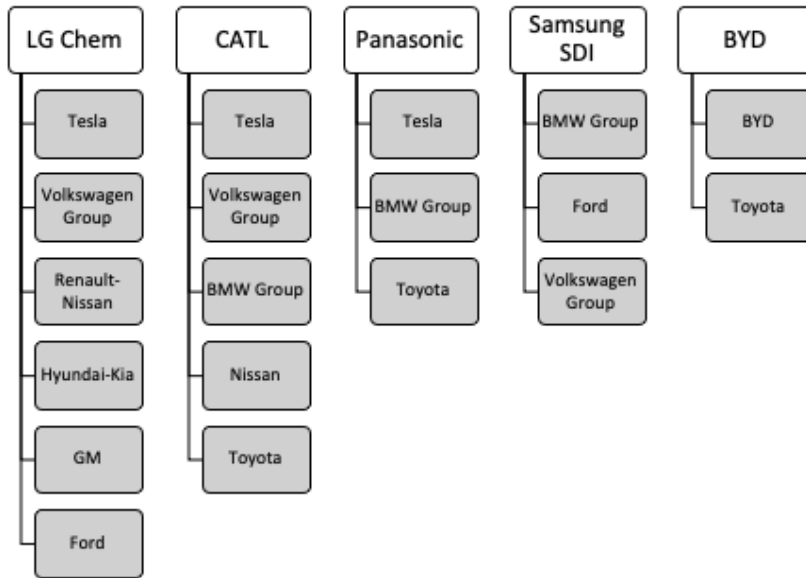 LG Chem
Tesla
Volkswagen
Group
Renault-
Nissan
Hyundai-Kia
GM
Ford
CATL
Tesla
Volkswagen
Group
BMW Group
Nissan
Toyota
Panasonic
Tesla
BMW Group
Toyota
Samsung
SDI
BMW Group
Ford
Volkswagen
Group
BYD
BYD
Toyota